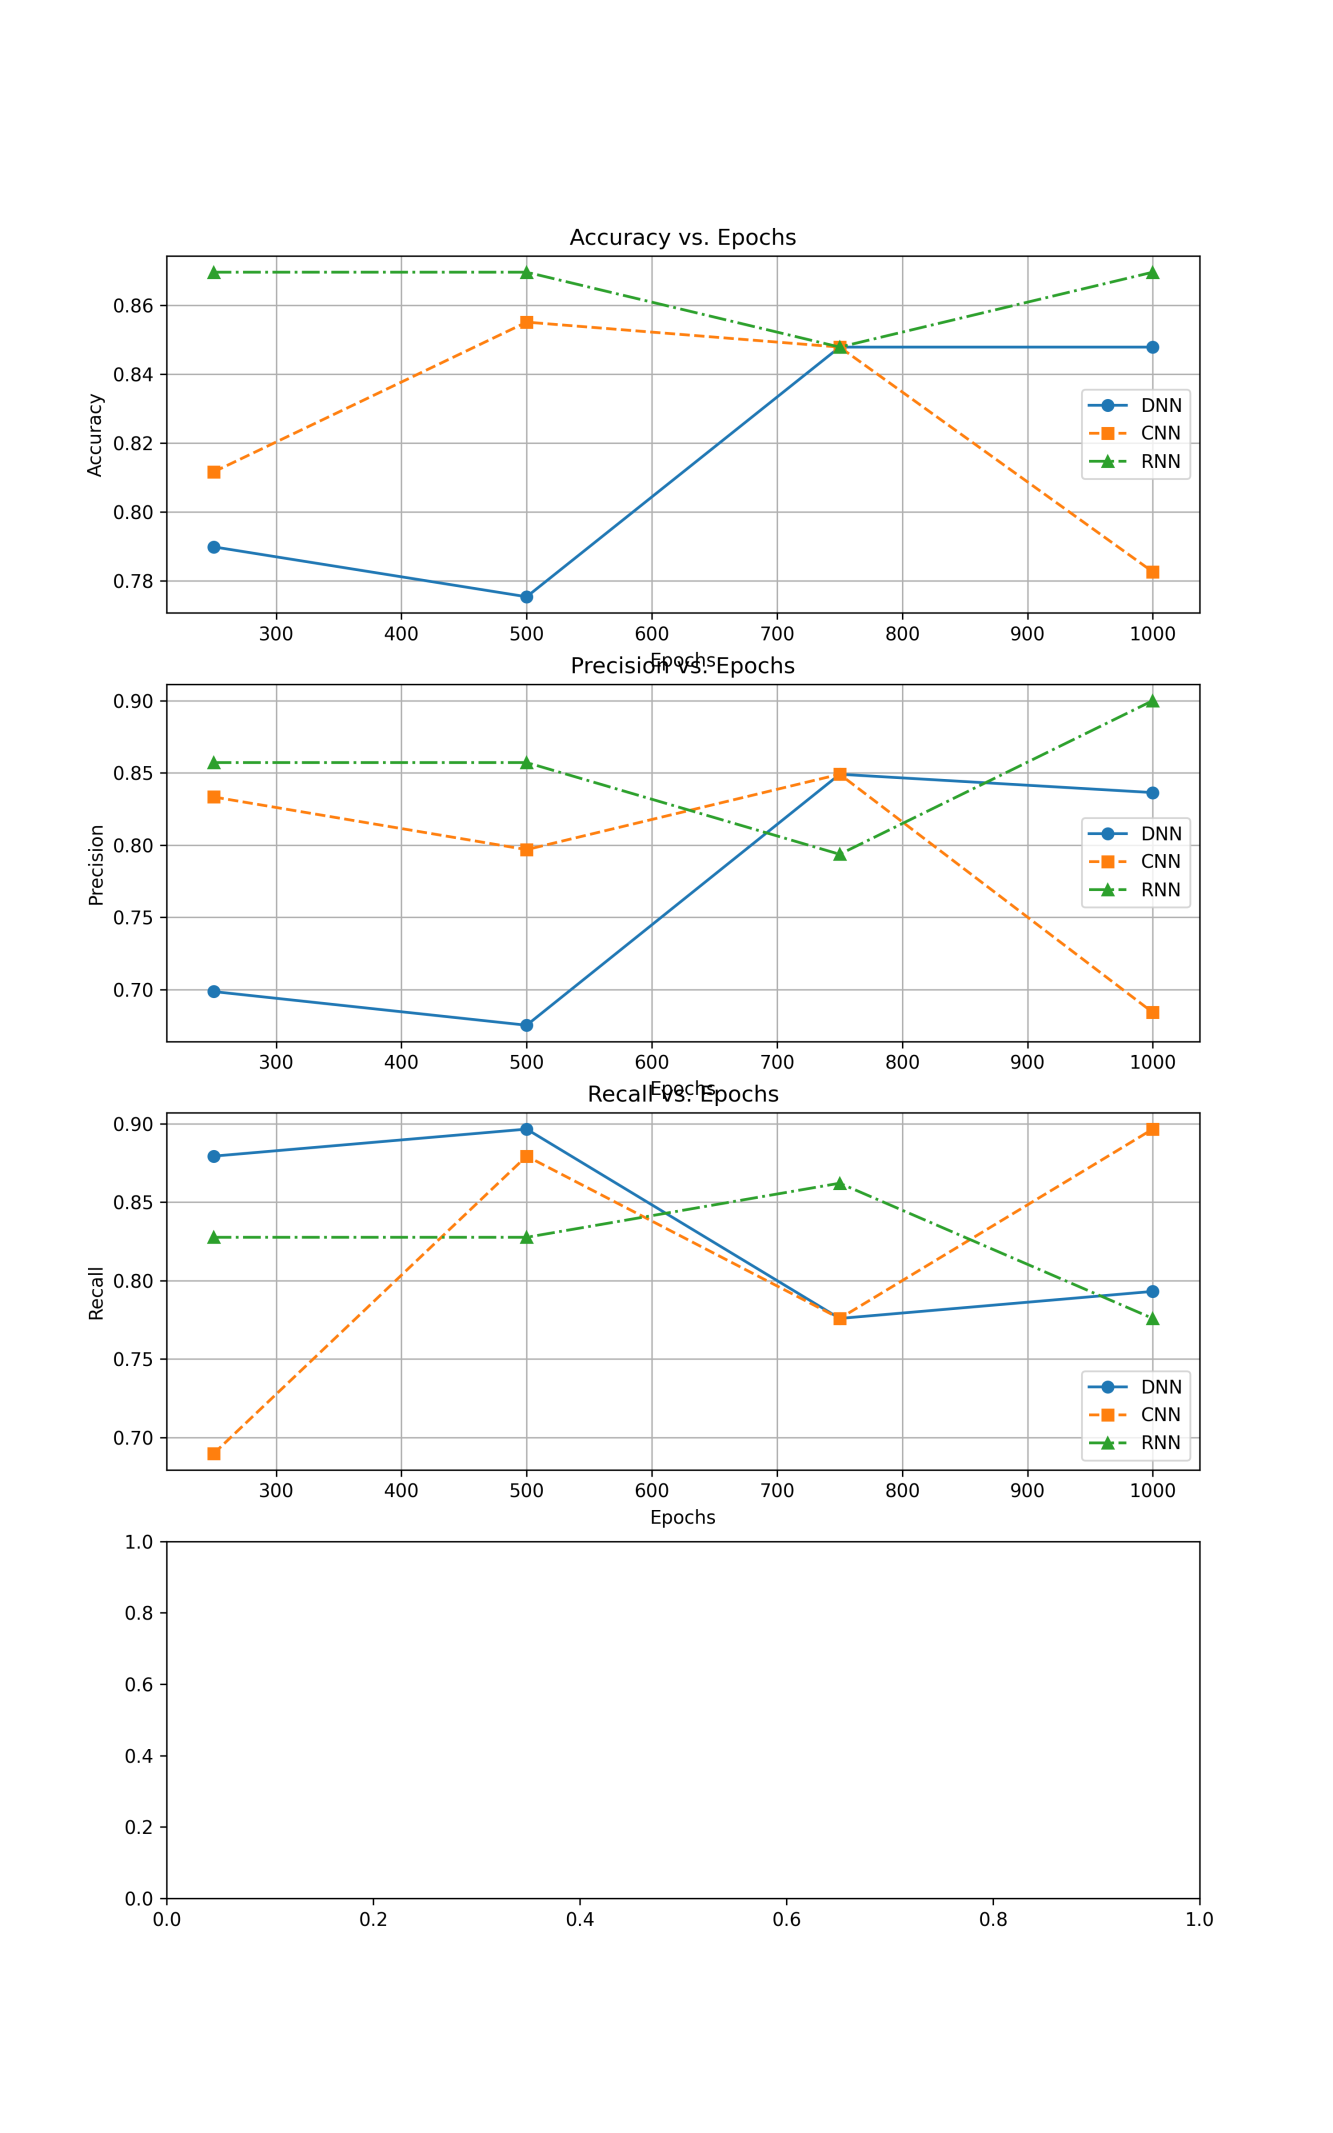 Accuracy vs. Epochs
0.86
0.84
0.82
0.80
0.78
Accuracy
DNN
CNN
RNN
300 400 500 600 700 800 900 1000
Epochs
Precision vs. Epochs
0.90
0.85
0.80
0.75
0.70
Precision
DNN
CNN
RNN
300 400 500 600 700 800 900 1000
Epochs
Recall vs. Epochs
0.90
0.85
0.80
0.75
0.70
Recall
DNN
CNN
RNN
300 400 500 600 700 800 900 1000
Epochs
1.0
0.8
0.6
0.4
0.2
0.0
0.0 0.2 0.4 0.6 0.8 1.0